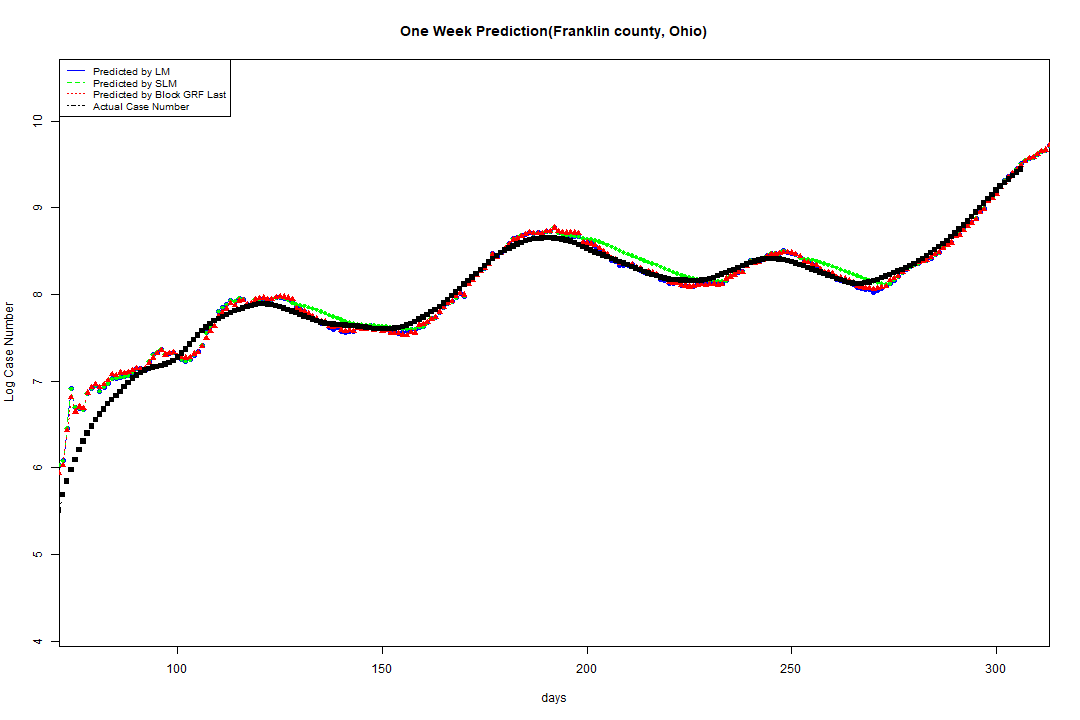 One Week Prediction(Franklin county, Ohio)
Predicted by LM
Predicted by SLM
Predicted by Block GRF Last
Actual Case Number
Log Case Number
10
9
8
7
6
5
4
100 150 200 250 300
days